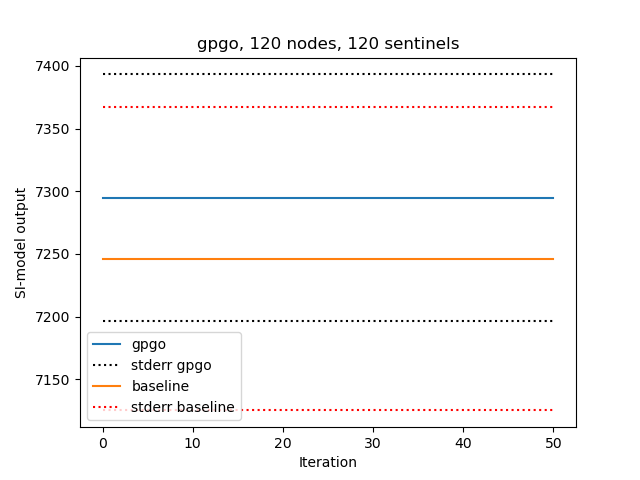 gpgo, 120 nodes, 120 sentinels
7400
7350
7300
7250
7200
7150
SI-model output
gpgo
stderr gpgo
baseline
stderr baseline
0 10 20 30 40 50
Iteration